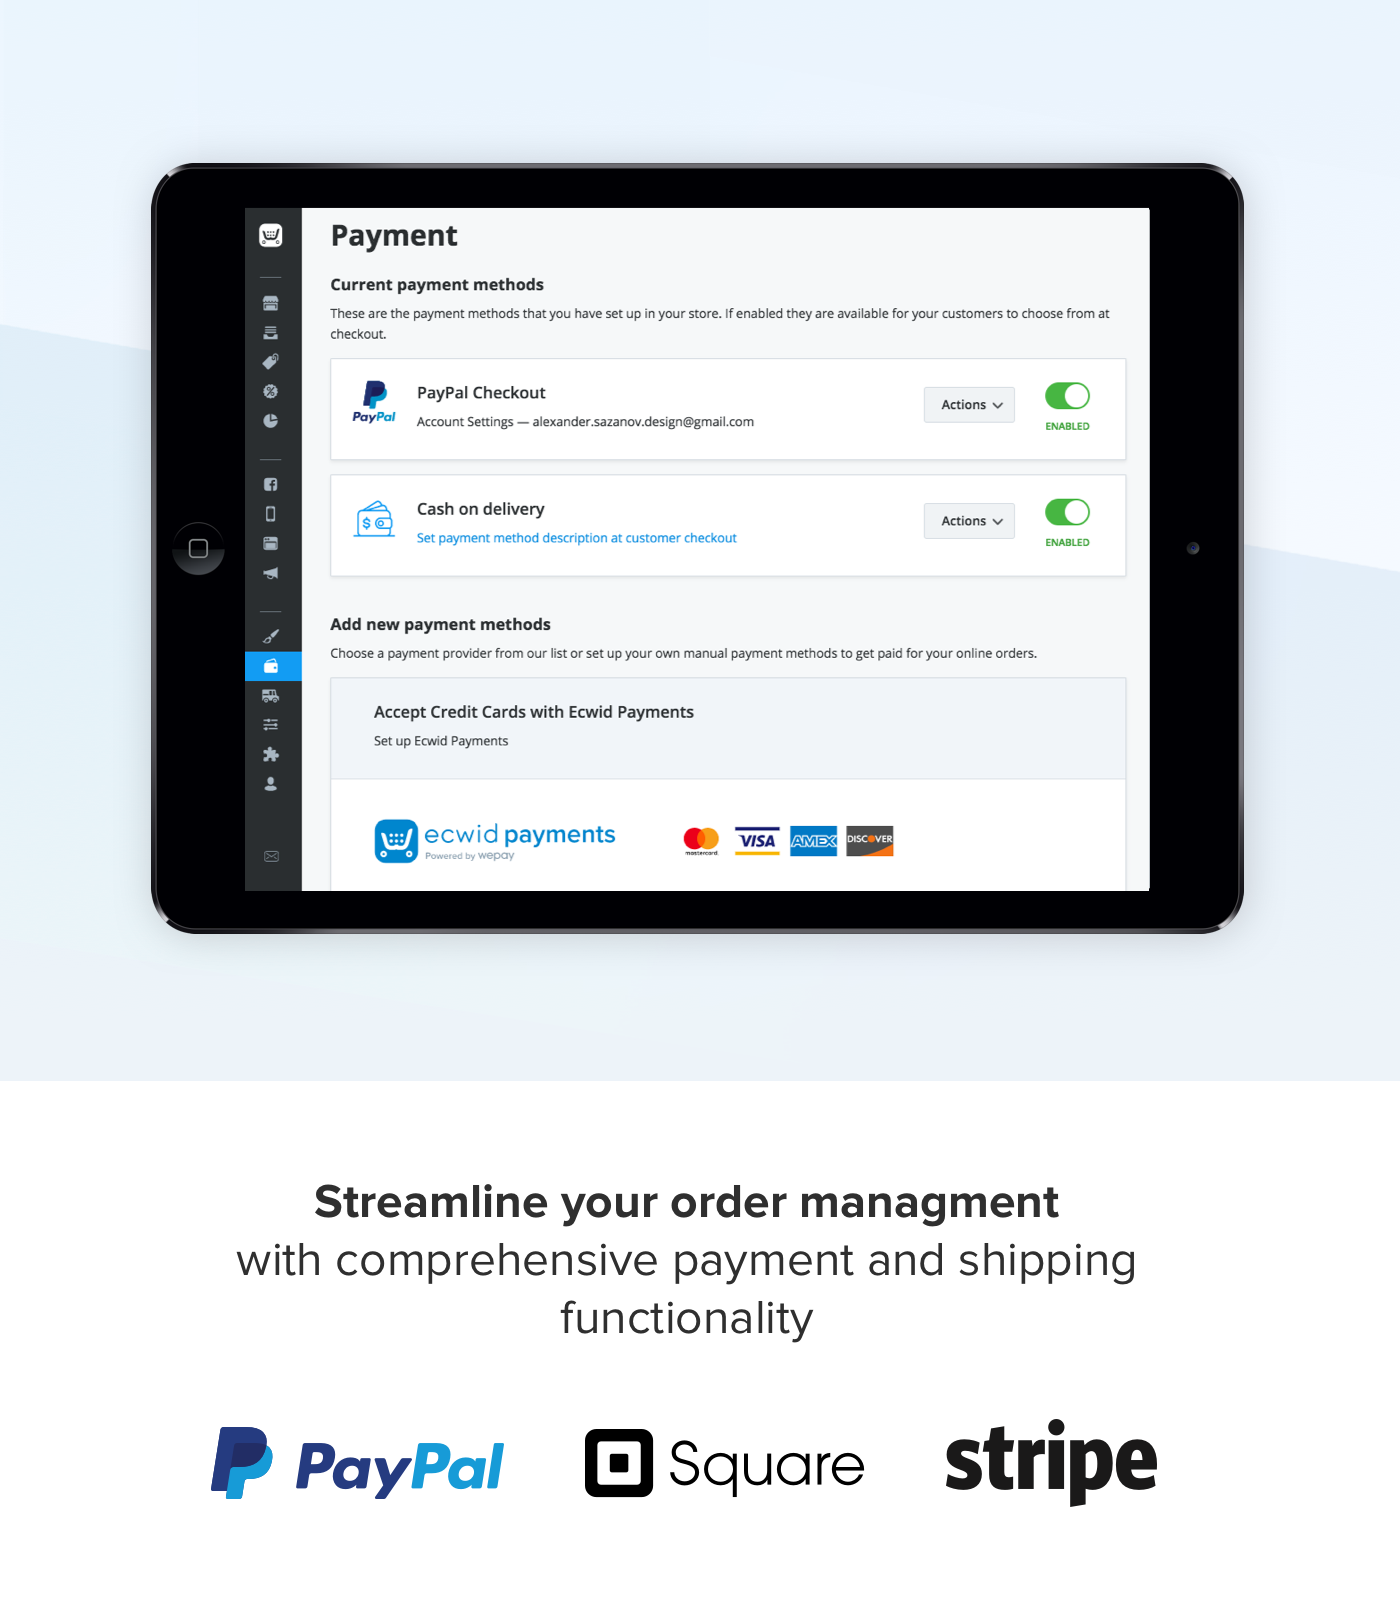 Payment
Current payment methods
These are the payment methods that you have set up in your store. If enabled they are available for your customers to choose from at
checkout.
PayPal
PayPal Checkout
Account Settings — alexander.sazanov.design@gmail.com
Actions
ENABLED
Cash on delivery
Set payment method description at customer checkout
Actions
ENABLED
Add new payment methods
Choose a payment provider from our list or set up your own manual payment methods to get paid for your online orders.
Accept Credit Cards with Ecwid Payments
Set up Ecwid Payments
ecwid payments
Powered by wepay
mastercard
VISA
AMEX
DISCOVER
Streamline your order managment
with comprehensive payment and shipping
functionality
PayPal
Square
stripe